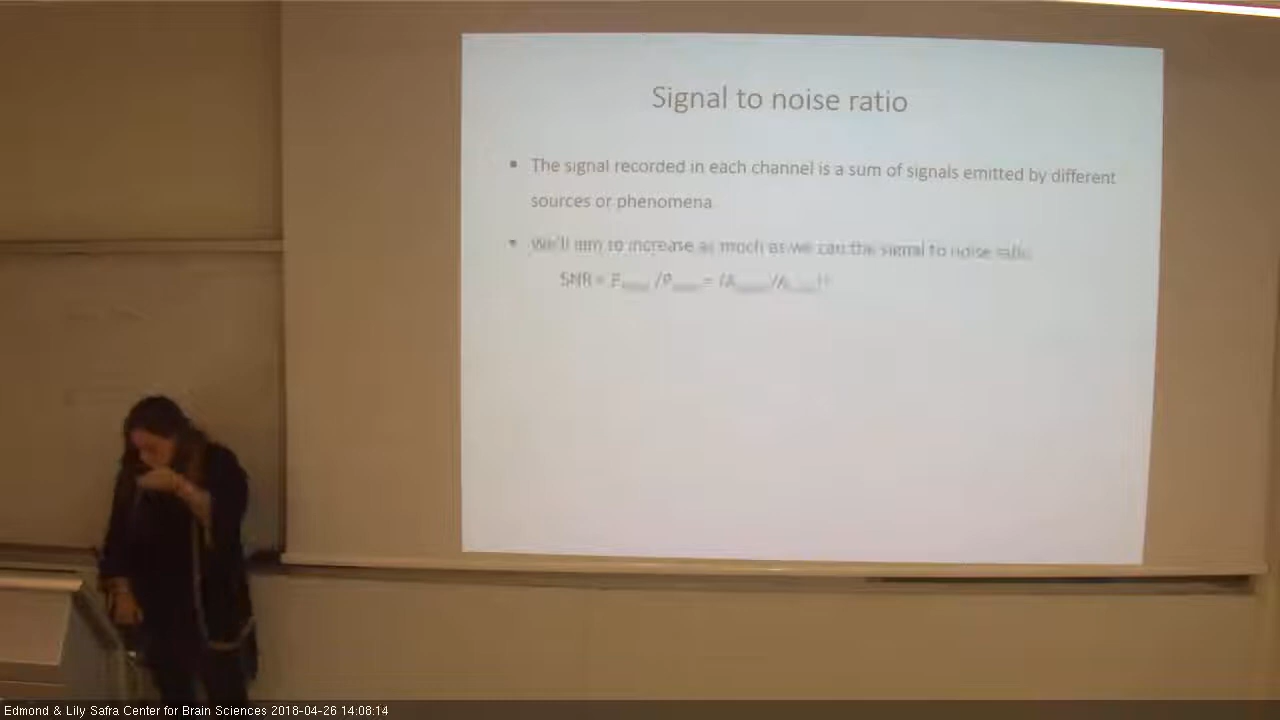 Signal to noise ratio
The signal recorded in each channel is a sum of signals emitted by different
sources or phenomena
We'll aim to increase as much as we can the signal to noise ratio
SNR =
Edmond & Lily Safra Center for Brain Sciences 2018-04-26 14:08:14